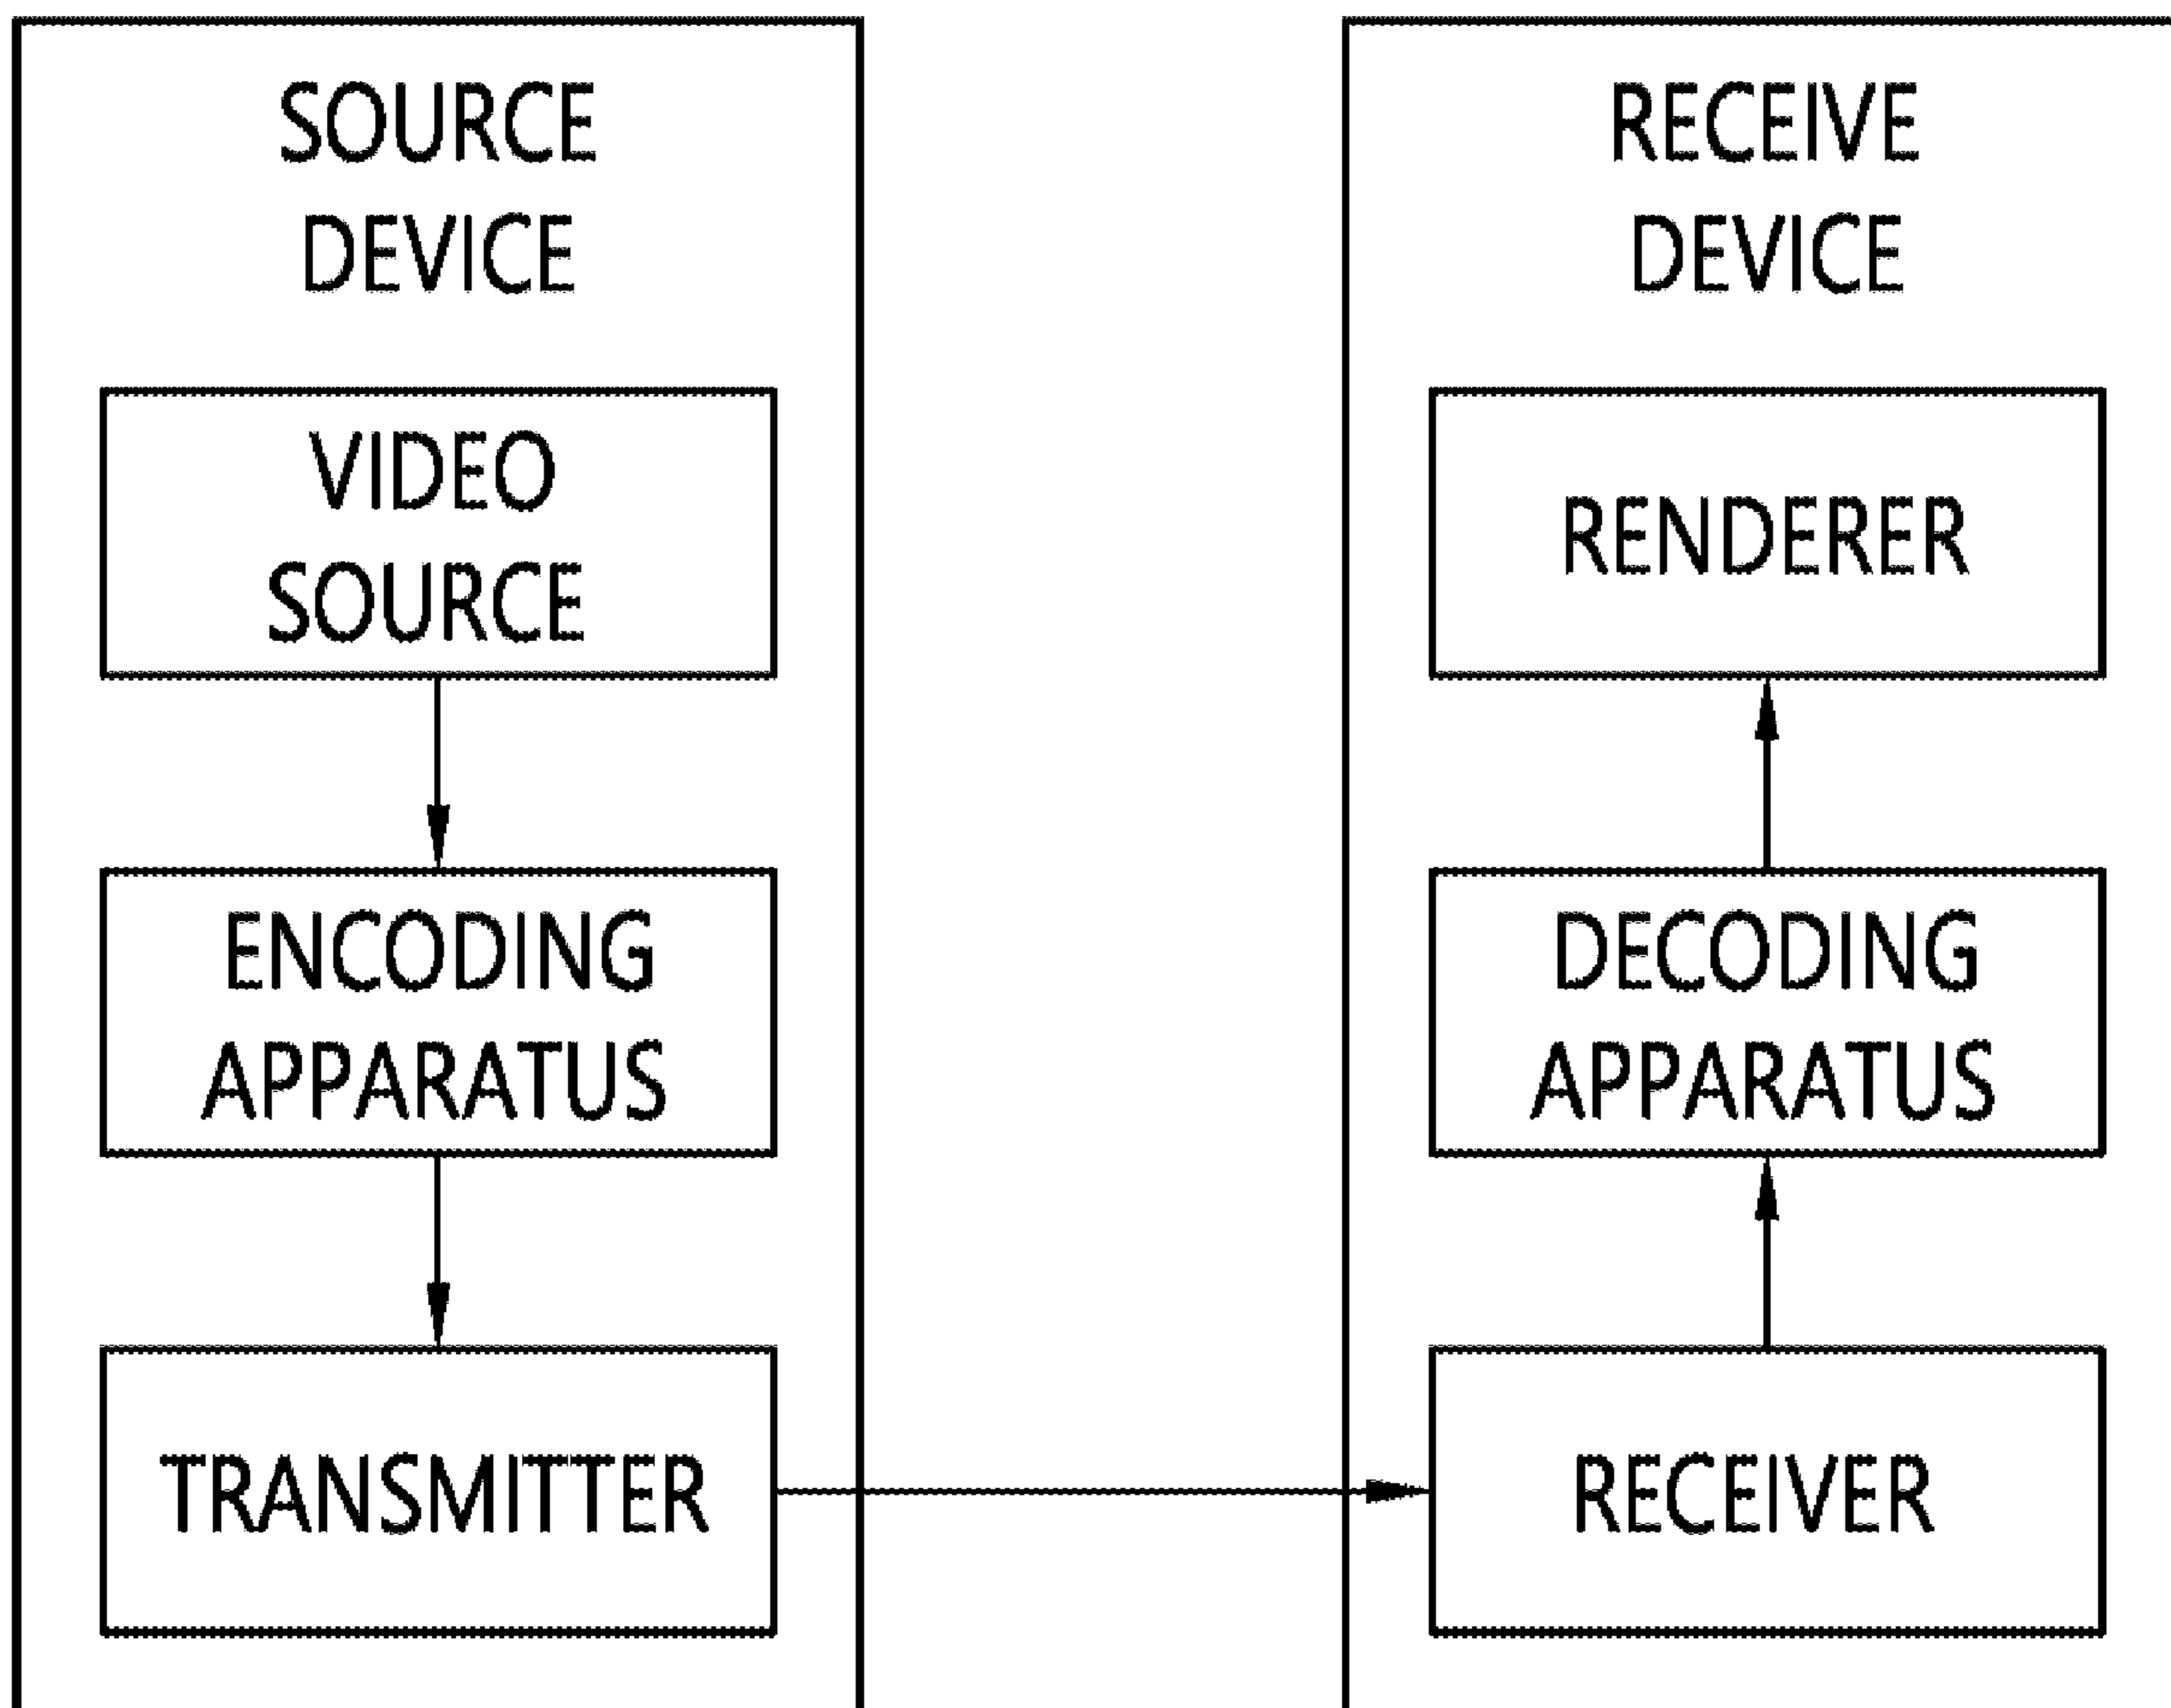 SOURCE
DEVICE
VIDEO
SOURCE
ENCODING
APPARATUS
TRANSMITTER
RECEIVE
DEVICE
RENDERER
DECODING
APPARATUS
RECEIVER